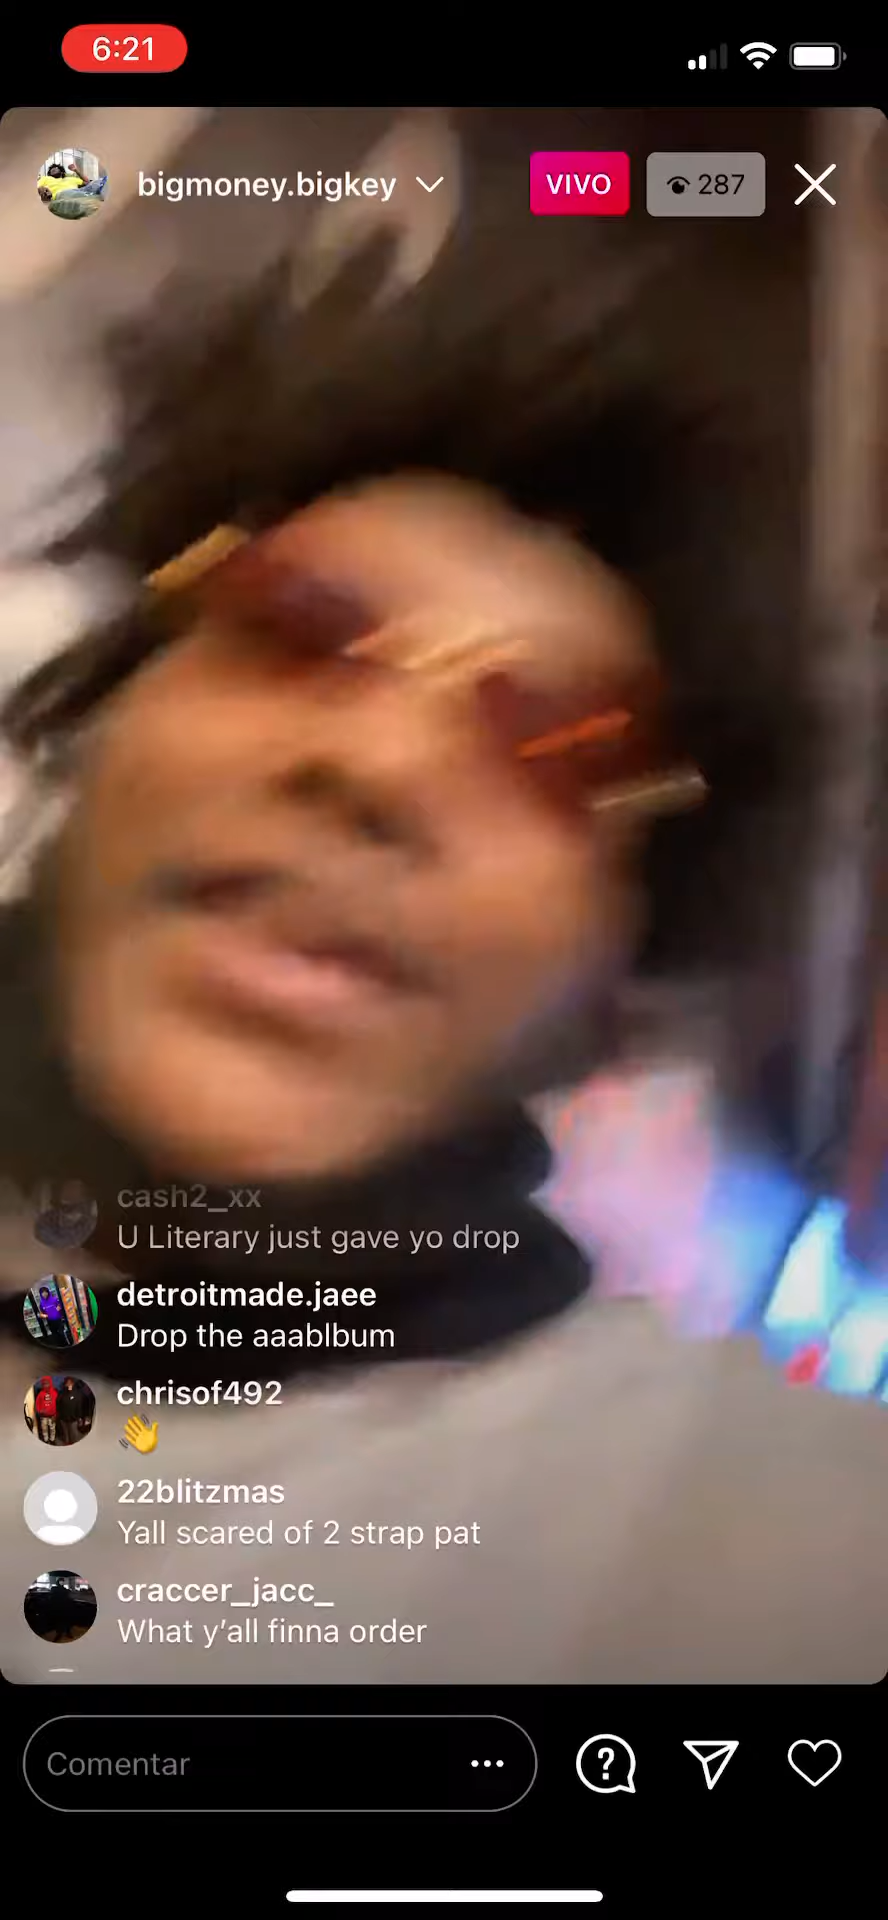 6:21
bigmoney.bigkey
VIVO
287
cash2_xx
U Literary just gave yo drop
detroitmade.jaee
Drop the aaablbum
chrisof492
👋
22blitzmas
Yall scared of 2 strap pat
craccer_jacc_
What y’all finna order
Comentar